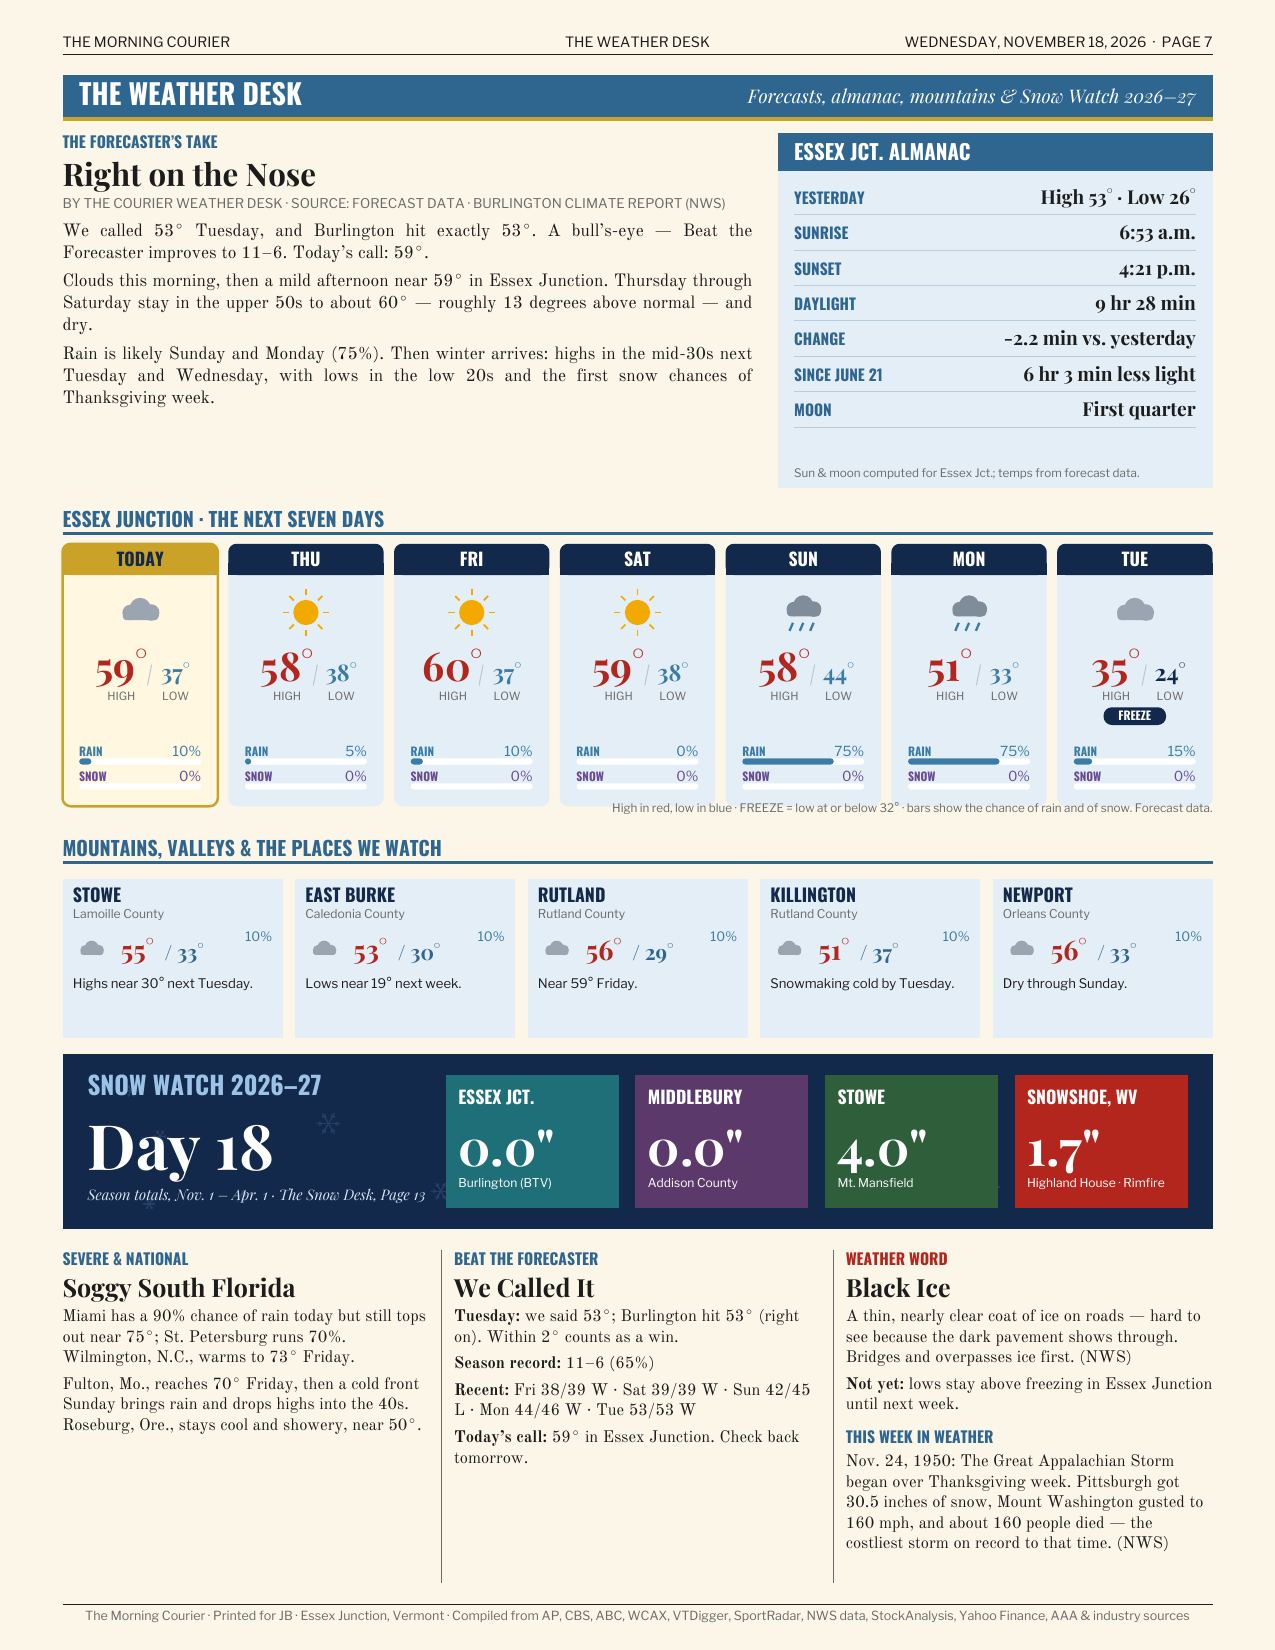 THE MORNING COURIER
THE WEATHER DESK
WEDNESDAY, NOVEMBER 18, 2026 · PAGE 7
THE WEATHER DESK
Forecasts, almanac, mountains & Snow Watch 2026–27
THE FORECASTER'S TAKE
Right on the Nose
BY THE COURIER WEATHER DESK · SOURCE: FORECAST DATA · BURLINGTON CLIMATE REPORT (NWS)
We called 53° Tuesday, and Burlington hit exactly 53°. A bull's-eye — Beat the
Forecaster improves to 11–6. Today's call: 59°.
Clouds this morning, then a mild afternoon near 59° in Essex Junction. Thursday through
Saturday stay in the upper 50s to about 60° — roughly 13 degrees above normal — and
dry.
Rain is likely Sunday and Monday (75%). Then winter arrives: highs in the mid-30s next
Tuesday and Wednesday, with lows in the low 20s and the first snow chances of
Thanksgiving week.
ESSEX JCT. ALMANAC
YESTERDAY High 53° · Low 26°
SUNRISE 6:53 a.m.
SUNSET 4:21 p.m.
DAYLIGHT 9 hr 28 min
CHANGE -2.2 min vs. yesterday
SINCE JUNE 21 6 hr 3 min less light
MOON First quarter
Sun & moon computed for Essex Jct.; temps from forecast data.
ESSEX JUNCTION · THE NEXT SEVEN DAYS
TODAY
59° / 37°
HIGH LOW
RAIN 10%
SNOW 0%
THU
58° / 38°
HIGH LOW
RAIN 5%
SNOW 0%
FRI
60° / 37°
HIGH LOW
RAIN 10%
SNOW 0%
SAT
59° / 38°
HIGH LOW
RAIN 0%
SNOW 0%
SUN
58° / 44°
HIGH LOW
RAIN 75%
SNOW 0%
MON
51° / 33°
HIGH LOW
RAIN 75%
SNOW 0%
TUE
35° / 24°
HIGH LOW
FREEZE
RAIN 15%
SNOW 0%
High in red, low in blue · FREEZE = low at or below 32° · bars show the chance of rain and of snow. Forecast data.
MOUNTAINS, VALLEYS & THE PLACES WE WATCH
STOWE
Lamoille County
55° / 33° 10%
Highs near 30° next Tuesday.
EAST BURKE
Caledonia County
53° / 30° 10%
Lows near 19° next week.
RUTLAND
Rutland County
56° / 29° 10%
Near 59° Friday.
KILLINGTON
Rutland County
51° / 37° 10%
Snowmaking cold by Tuesday.
NEWPORT
Orleans County
56° / 33° 10%
Dry through Sunday.
SNOW WATCH 2026–27
Day 18
Season totals, Nov. 1 – Apr. 1 · The Snow Desk, Page 13
ESSEX JCT.
0.0"
Burlington (BTV)
MIDDLEBURY
0.0"
Addison County
STOWE
4.0"
Mt. Mansfield
SNOWSHOE, WV
1.7"
Highland House · Rimfire
SEVERE & NATIONAL
Soggy South Florida
Miami has a 90% chance of rain today but still tops
out near 75°; St. Petersburg runs 70%.
Wilmington, N.C., warms to 73° Friday.
Fulton, Mo., reaches 70° Friday, then a cold front
Sunday brings rain and drops highs into the 40s.
Roseburg, Ore., stays cool and showery, near 50°.
BEAT THE FORECASTER
We Called It
Tuesday: we said 53°; Burlington hit 53° (right
on). Within 2° counts as a win.
Season record: 11–6 (65%)
Recent: Fri 38/39 W · Sat 39/39 W · Sun 42/45
L · Mon 44/46 W · Tue 53/53 W
Today's call: 59° in Essex Junction. Check back
tomorrow.
WEATHER WORD
Black Ice
A thin, nearly clear coat of ice on roads — hard to
see because the dark pavement shows through.
Bridges and overpasses ice first. (NWS)
Not yet: lows stay above freezing in Essex Junction
until next week.
THIS WEEK IN WEATHER
Nov. 24, 1950: The Great Appalachian Storm
began over Thanksgiving week. Pittsburgh got
30.5 inches of snow, Mount Washington gusted to
160 mph, and about 160 people died — the
costliest storm on record to that time. (NWS)
The Morning Courier · Printed for JB · Essex Junction, Vermont · Compiled from AP, CBS, ABC, WCAX, VTDigger, SportRadar, NWS data, StockAnalysis, Yahoo Finance, AAA & industry sources